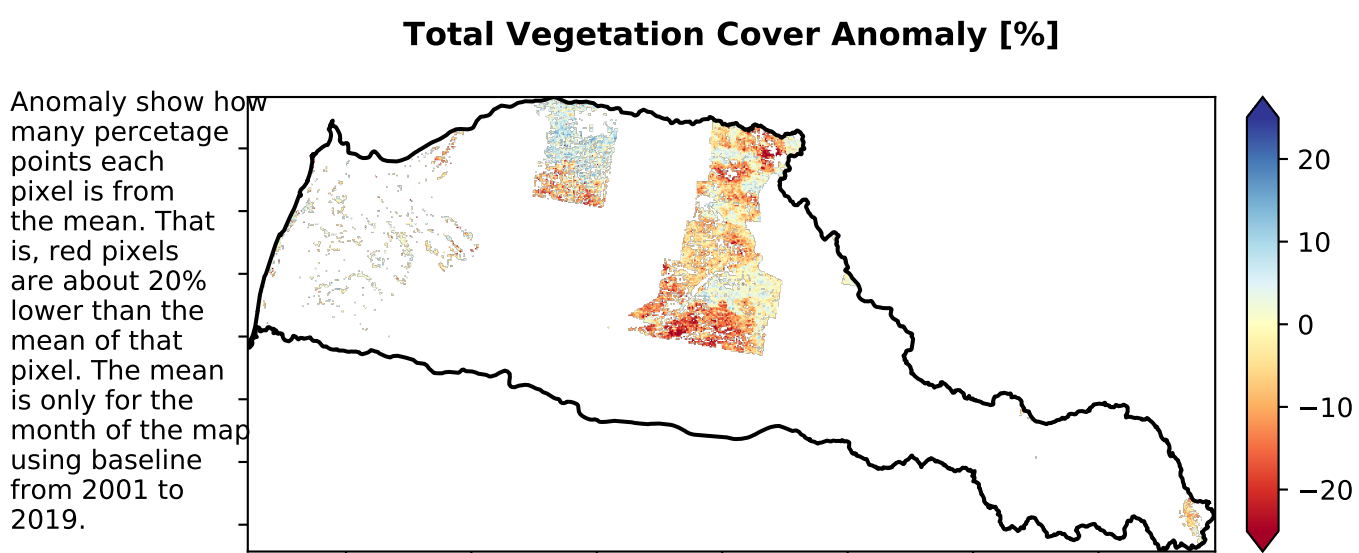 Total Vegetation Cover Anomaly [%]
Anomaly show how
many percetage
points each
pixel is from
the mean. That
is, red pixels
are about 20%
lower than the
mean of that
pixel. The mean
is only for the
month of the map
using baseline
from 2001 to
2019.
20
10
0
−10
−20